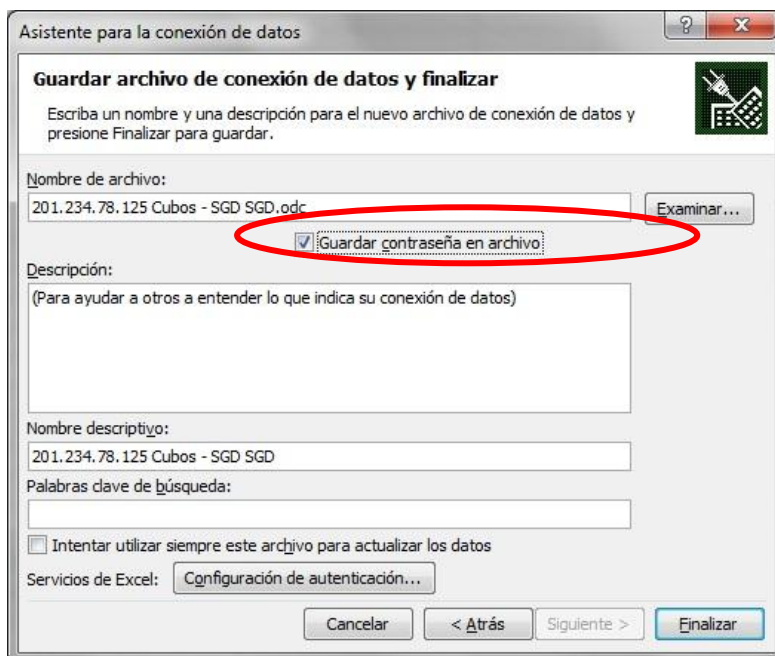 Asistente para la conexión de datos
Guardar archivo de conexión de datos y finalizar
Escriba un nombre y una descripción para el nuevo archivo de conexión de datos y
presione Finalizar para guardar.
Nombre de archivo:
201.234.78.125 Cubos - SGD SGD.odc
Examinar...
Guardar contraseña en archivo
Descripción:
(Para ayudar a otros a entender lo que indica su conexión de datos)
Nombre descriptivo:
201.234.78.125 Cubos - SGD SGD
Palabras clave de búsqueda:
Intentar utilizar siempre este archivo para actualizar los datos
Servicios de Excel: Configuración de autenticación...
Cancelar < Atrás Siguiente > Finalizar